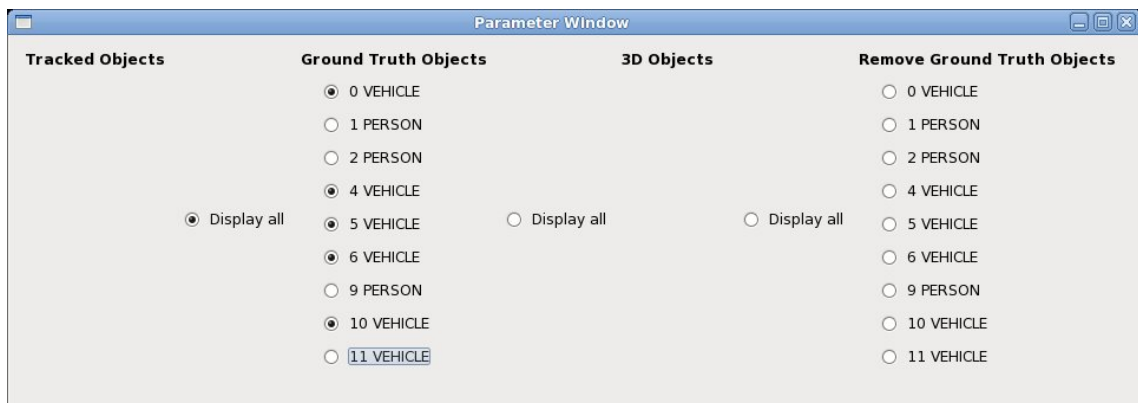 Parameter Window
Tracked Objects Ground Truth Objects 3D Objects Remove Ground Truth Objects
0 VEHICLE 0 VEHICLE
1 PERSON 1 PERSON
2 PERSON 2 PERSON
4 VEHICLE 4 VEHICLE
Display all 5 VEHICLE Display all Display all 5 VEHICLE
6 VEHICLE 6 VEHICLE
9 PERSON 9 PERSON
10 VEHICLE 10 VEHICLE
11 VEHICLE 11 VEHICLE